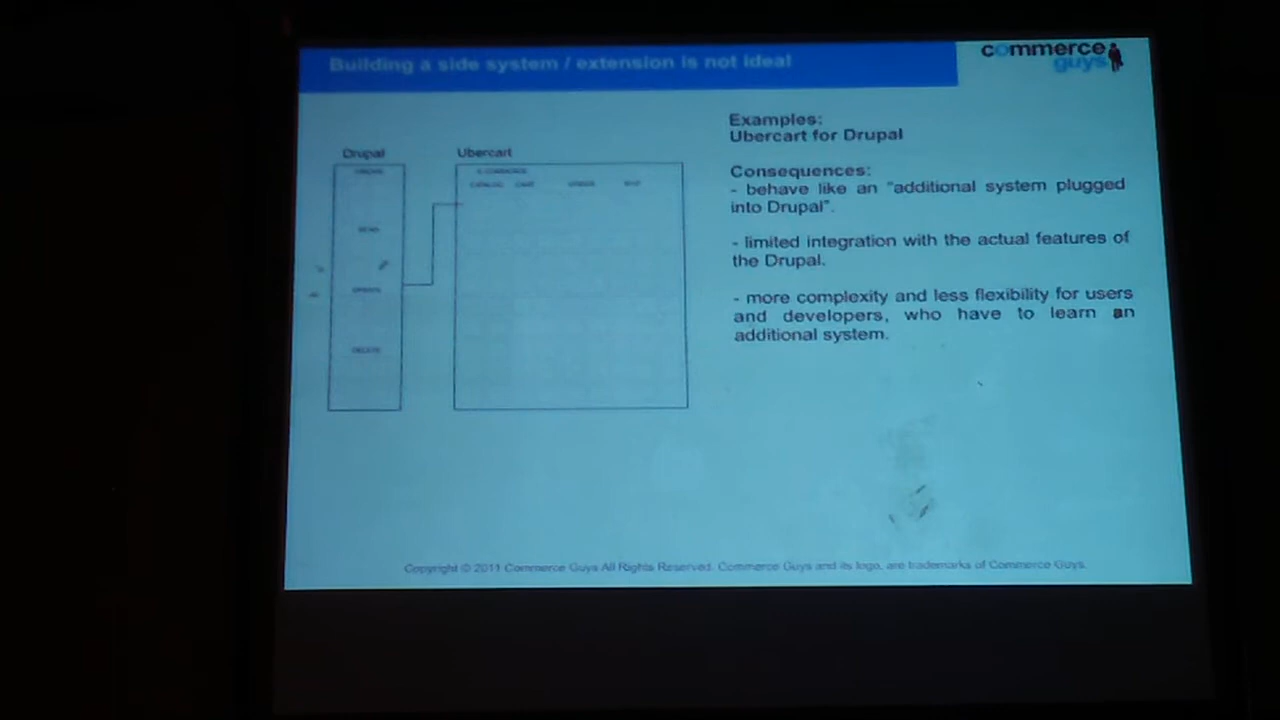 Building a side system / extension is not ideal
commerce
guys
Drupal
Ubercart
Examples:
Ubercart for Drupal
Consequences:
- behave like an "additional system plugged
into Drupal".
- limited integration with the actual features of
the Drupal.
- more complexity and less flexibility for users
and developers, who have to learn an
additional system.
Copyright © 2011 Commerce Guys All Rights Reserved. Commerce Guys and its logo, are trademarks of Commerce Guys.